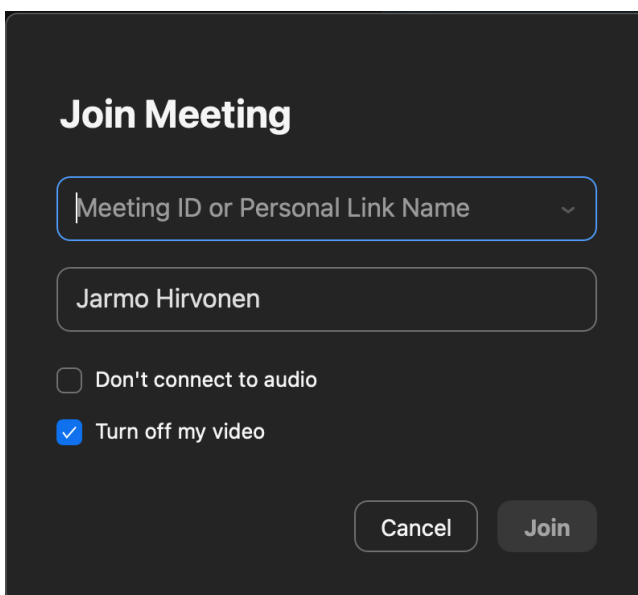 Join Meeting
Meeting ID or Personal Link Name
Jarmo Hirvonen
Don't connect to audio
Turn off my video
Cancel Join